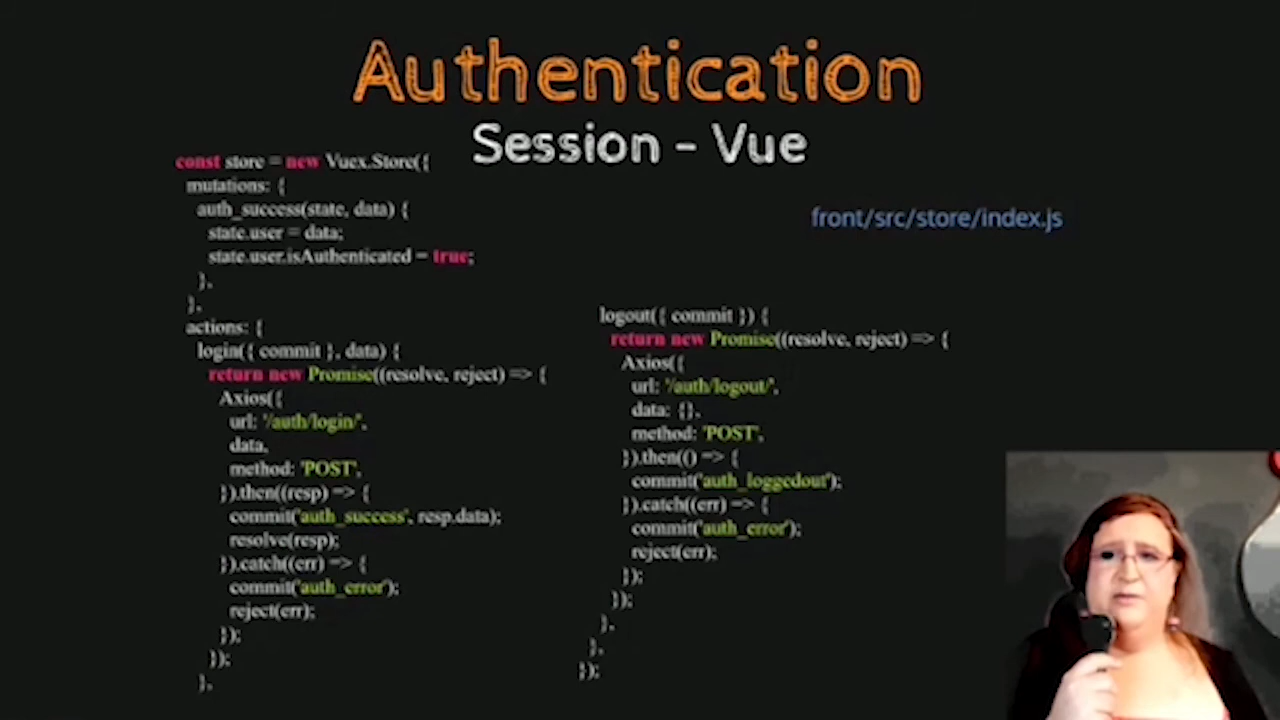 Authentication
Session - Vue
front/src/store/index.js
const store = new Vuex.Store({
mutations: {
auth_success(state, data) {
state.user = data;
state.user.isAuthenticated = true;
},
},
actions: {
login({ commit }, data) {
return new Promise((resolve, reject) => {
Axios({
url: '/auth/login/',
data,
method: 'POST',
}).then((resp) => {
commit('auth_success', resp.data);
resolve(resp);
}).catch((err) => {
commit('auth_error');
reject(err);
});
});
},
logout({ commit }) {
return new Promise((resolve, reject) => {
Axios({
url: '/auth/logout/',
data: {},
method: 'POST',
}).then(() => {
commit('auth_loggedout');
}).catch((err) => {
commit('auth_error');
reject(err);
});
});
},
},
});